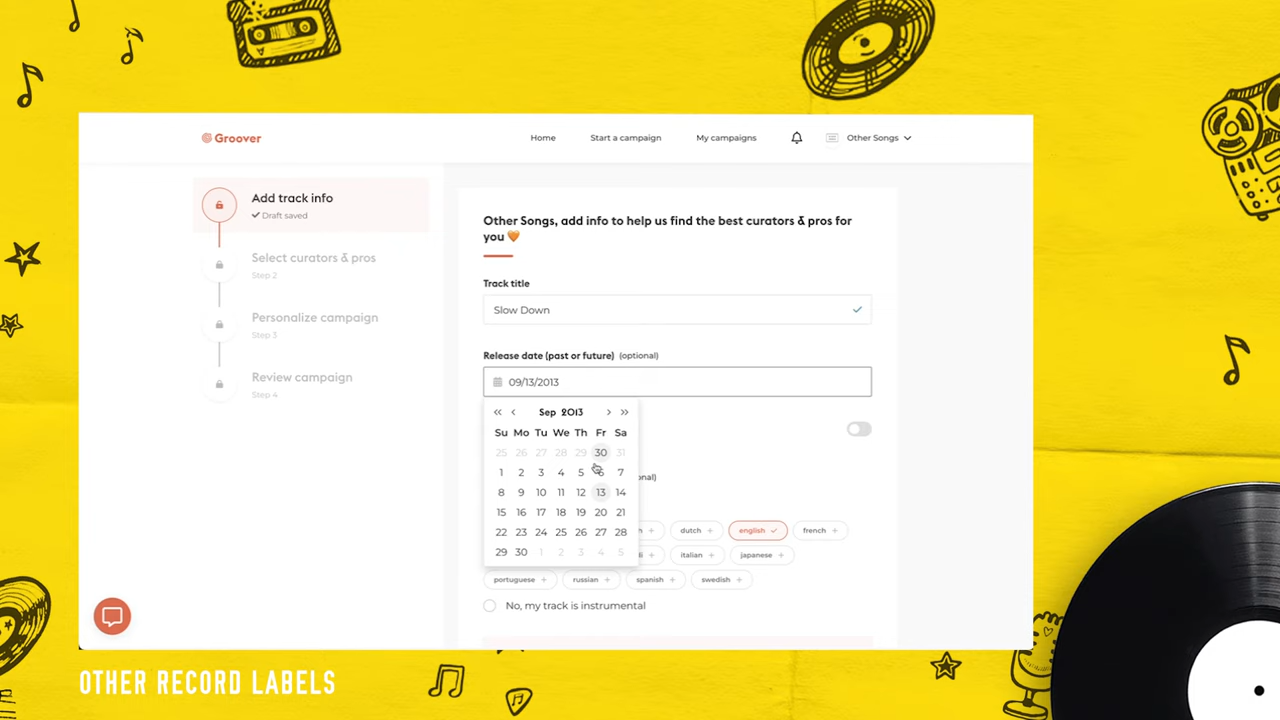 Groover
Home
Start a campaign
My campaigns
Other Songs
Add track info
Draft saved
Select curators & pros
Step 2
Personalize campaign
Step 3
Review campaign
Step 4
Other Songs, add info to help us find the best curators & pros for
you
Track title
Slow Down
Release date (past or future) (optional)
09/13/2013
Sep 2013
Su Mo Tu We Th Fr Sa
25 26 27 28 29 30 31
1 2 3 4 5 6 7
8 9 10 11 12 13 14
15 16 17 18 19 20 21
22 23 24 25 26 27 28
29 30 1 2 3 4 5
dutch + english french +
italian + japanese +
portuguese + russian + spanish + swedish +
No, my track is instrumental
OTHER RECORD LABELS